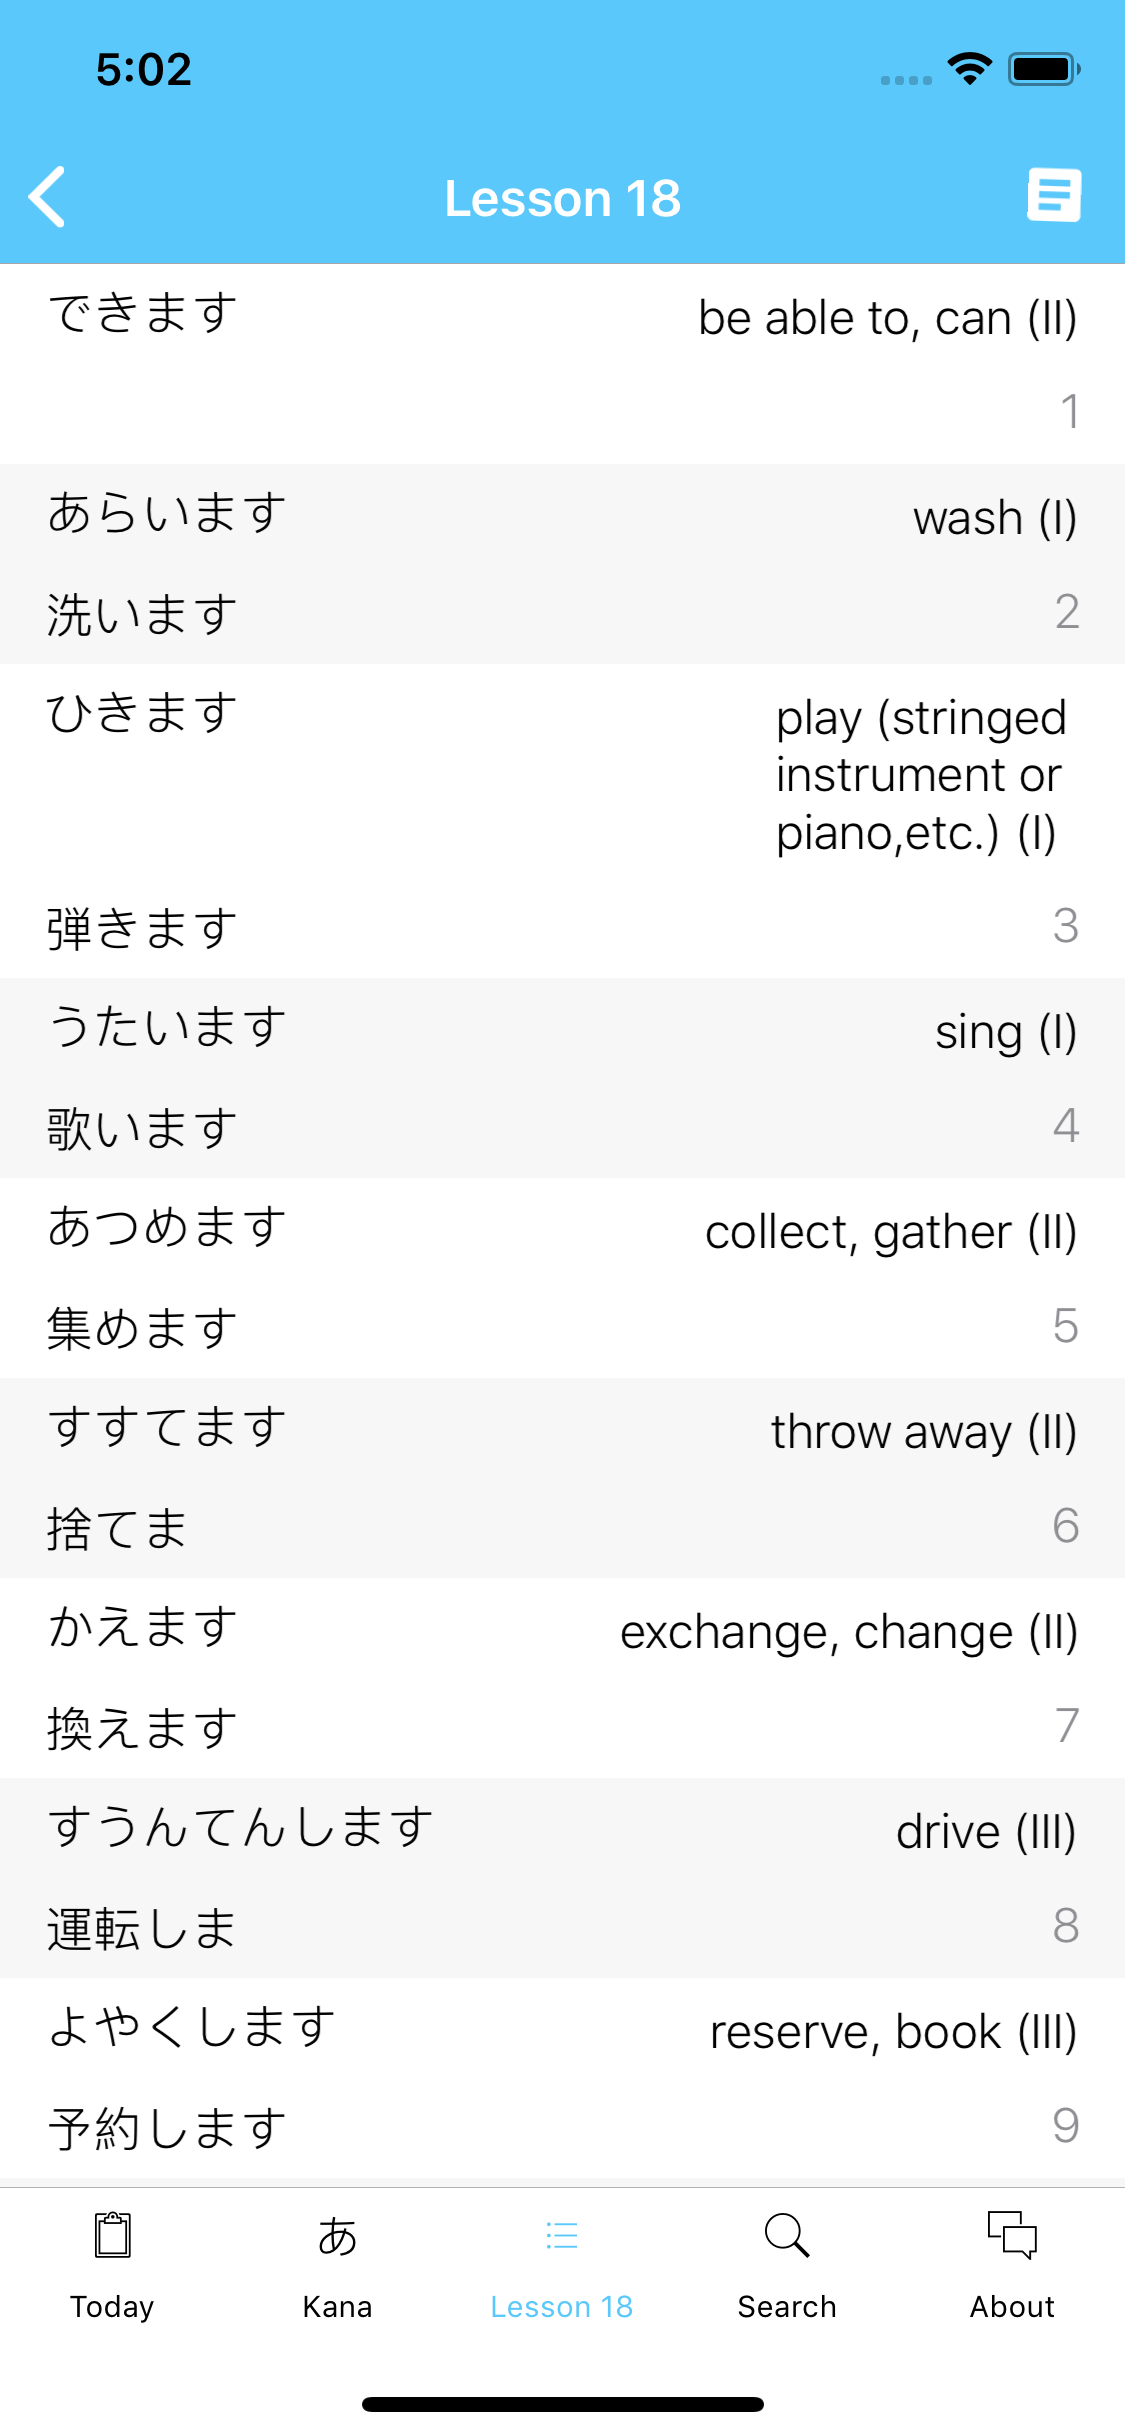 5:02
Lesson 18
できます
be able to, can (II)
1
あらいます
wash (I)
洗います
2
ひきます
play (stringed
instrument or
piano,etc.) (I)
弾きます
3
うたいます
sing (I)
歌います
4
あつめます
collect, gather (II)
集めます
5
すすてます
throw away (II)
捨てま
6
かえます
exchange, change (II)
換えます
7
すうんてんします
drive (III)
運転しま
8
よやくします
reserve, book (III)
予約します
9
あ
Today
Kana
Lesson 18
Search
About